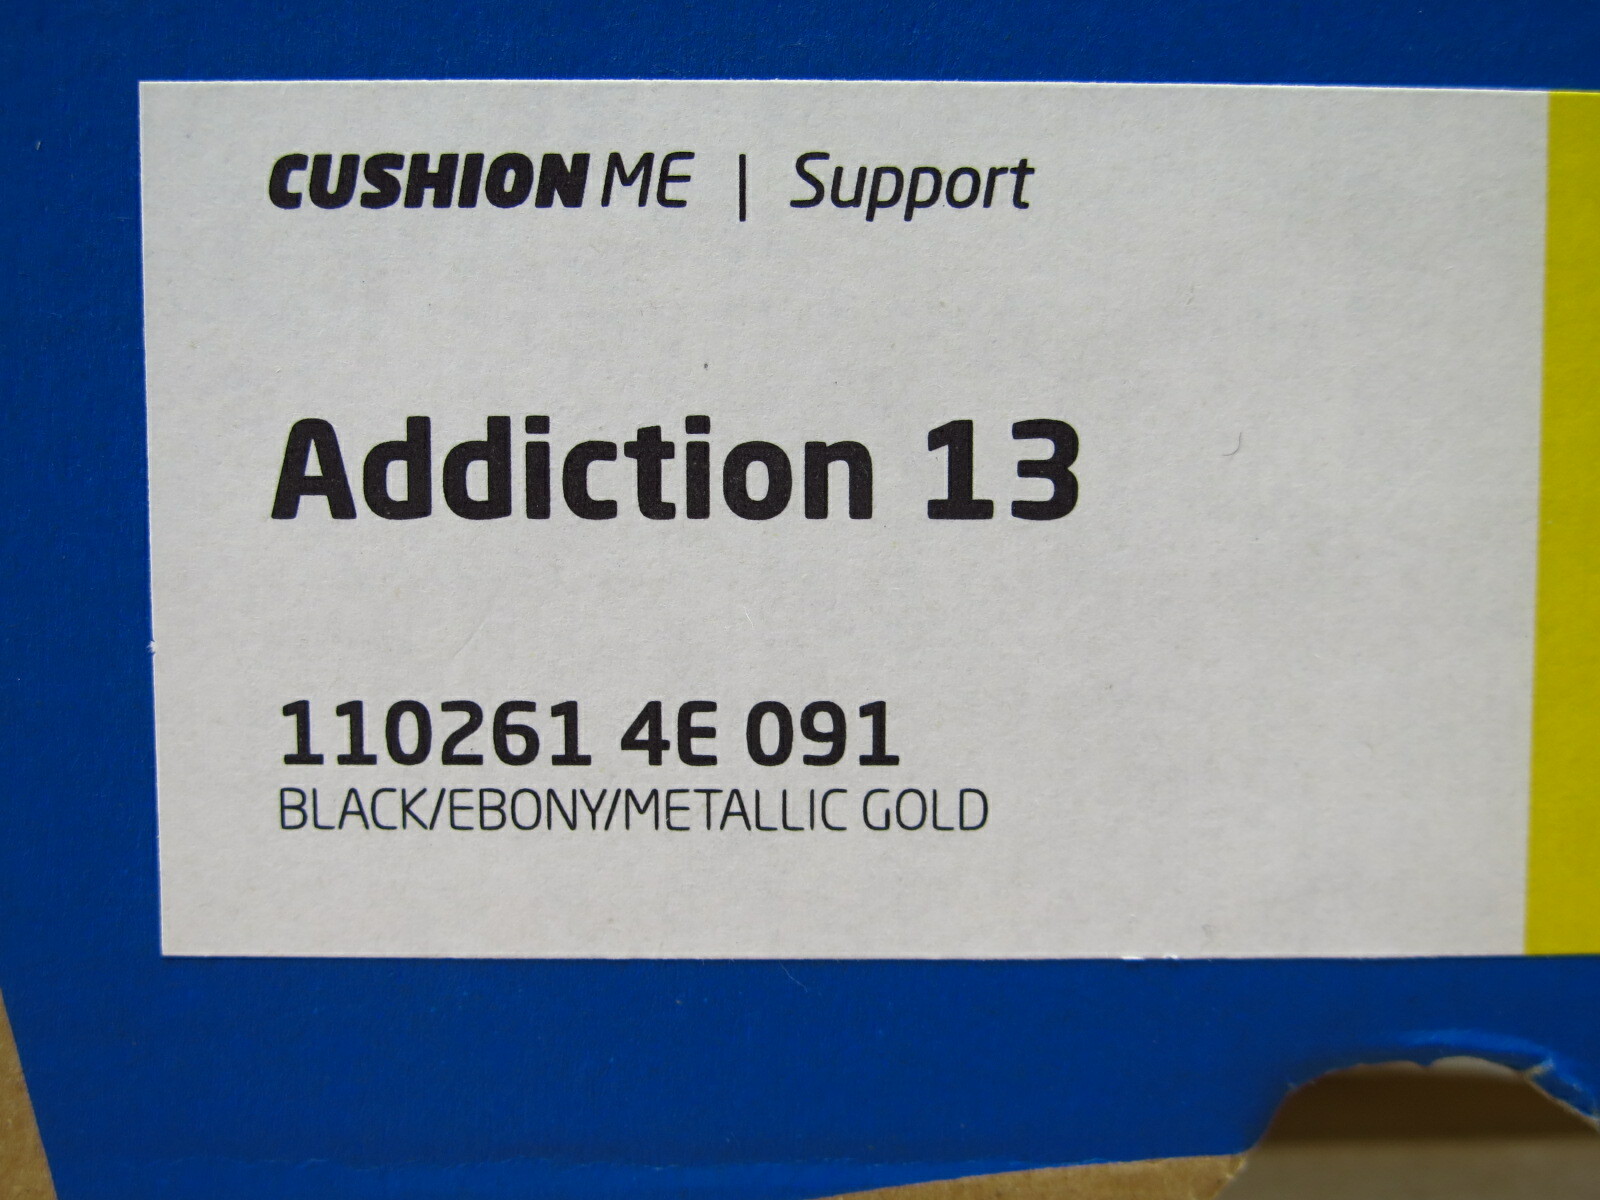 CUSHION ME | Support
Addiction 13
110261 4E 091
BLACK/EBONY/METALLIC GOLD